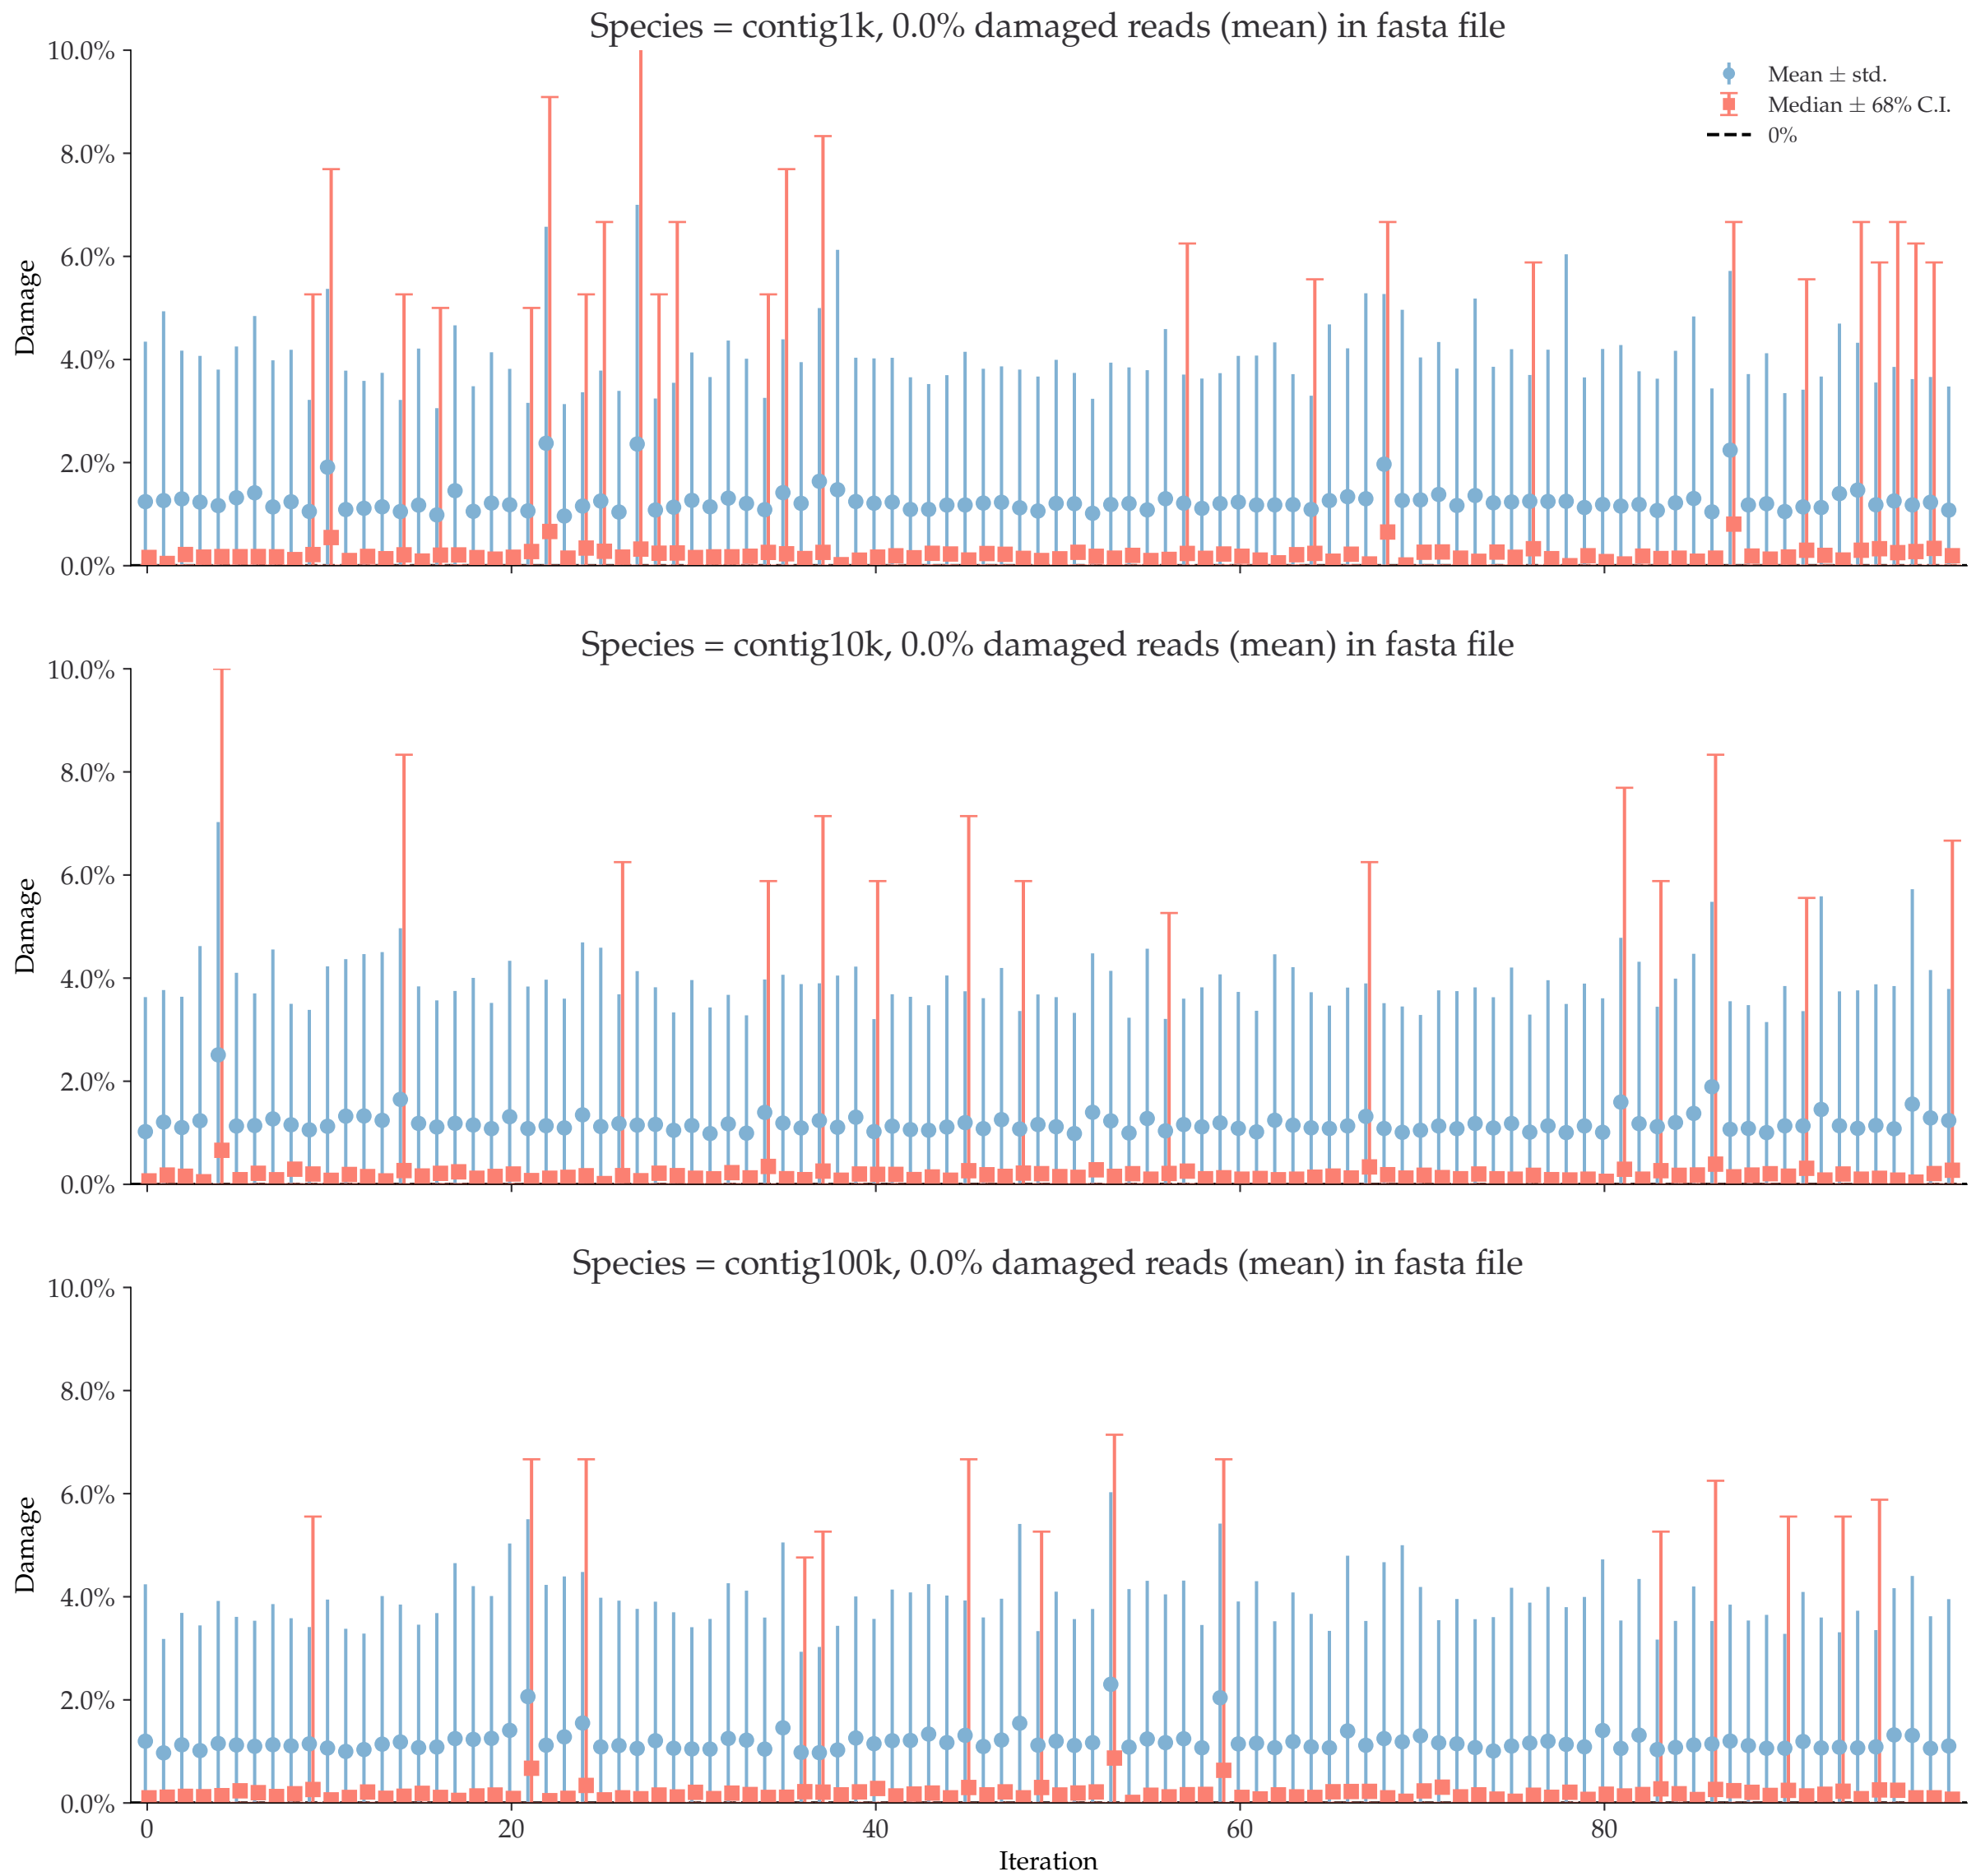 Species = contig1k, 0.0% damaged reads (mean) in fasta file
10.0%
8.0%
6.0%
4.0%
2.0%
0.0%
Damage
Mean ± std.
Median ± 68% C.I.
0%
Species = contig10k, 0.0% damaged reads (mean) in fasta file
10.0%
8.0%
6.0%
4.0%
2.0%
0.0%
Damage
Species = contig100k, 0.0% damaged reads (mean) in fasta file
10.0%
8.0%
6.0%
4.0%
2.0%
0.0%
Damage
0 20 40 60 80
Iteration